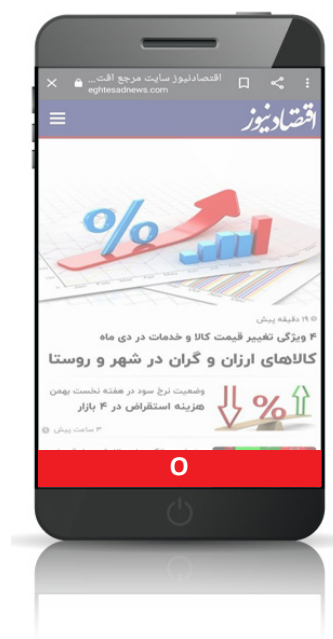 اقتصادنیوز سایت مرجع اقت...
eghtesadnews.com
اقتصادنیوز
%
۱۹ دقیقه پیش
۴ ویژگی تغییر قیمت کالا و خدمات در دی ماه
کالاهای ارزان و گران در شهر و روستا
وضعیت نرخ سود در هفته نخست بهمن
هزینه استقراض در ۴ بازار
%
۳ ساعت پیش
O